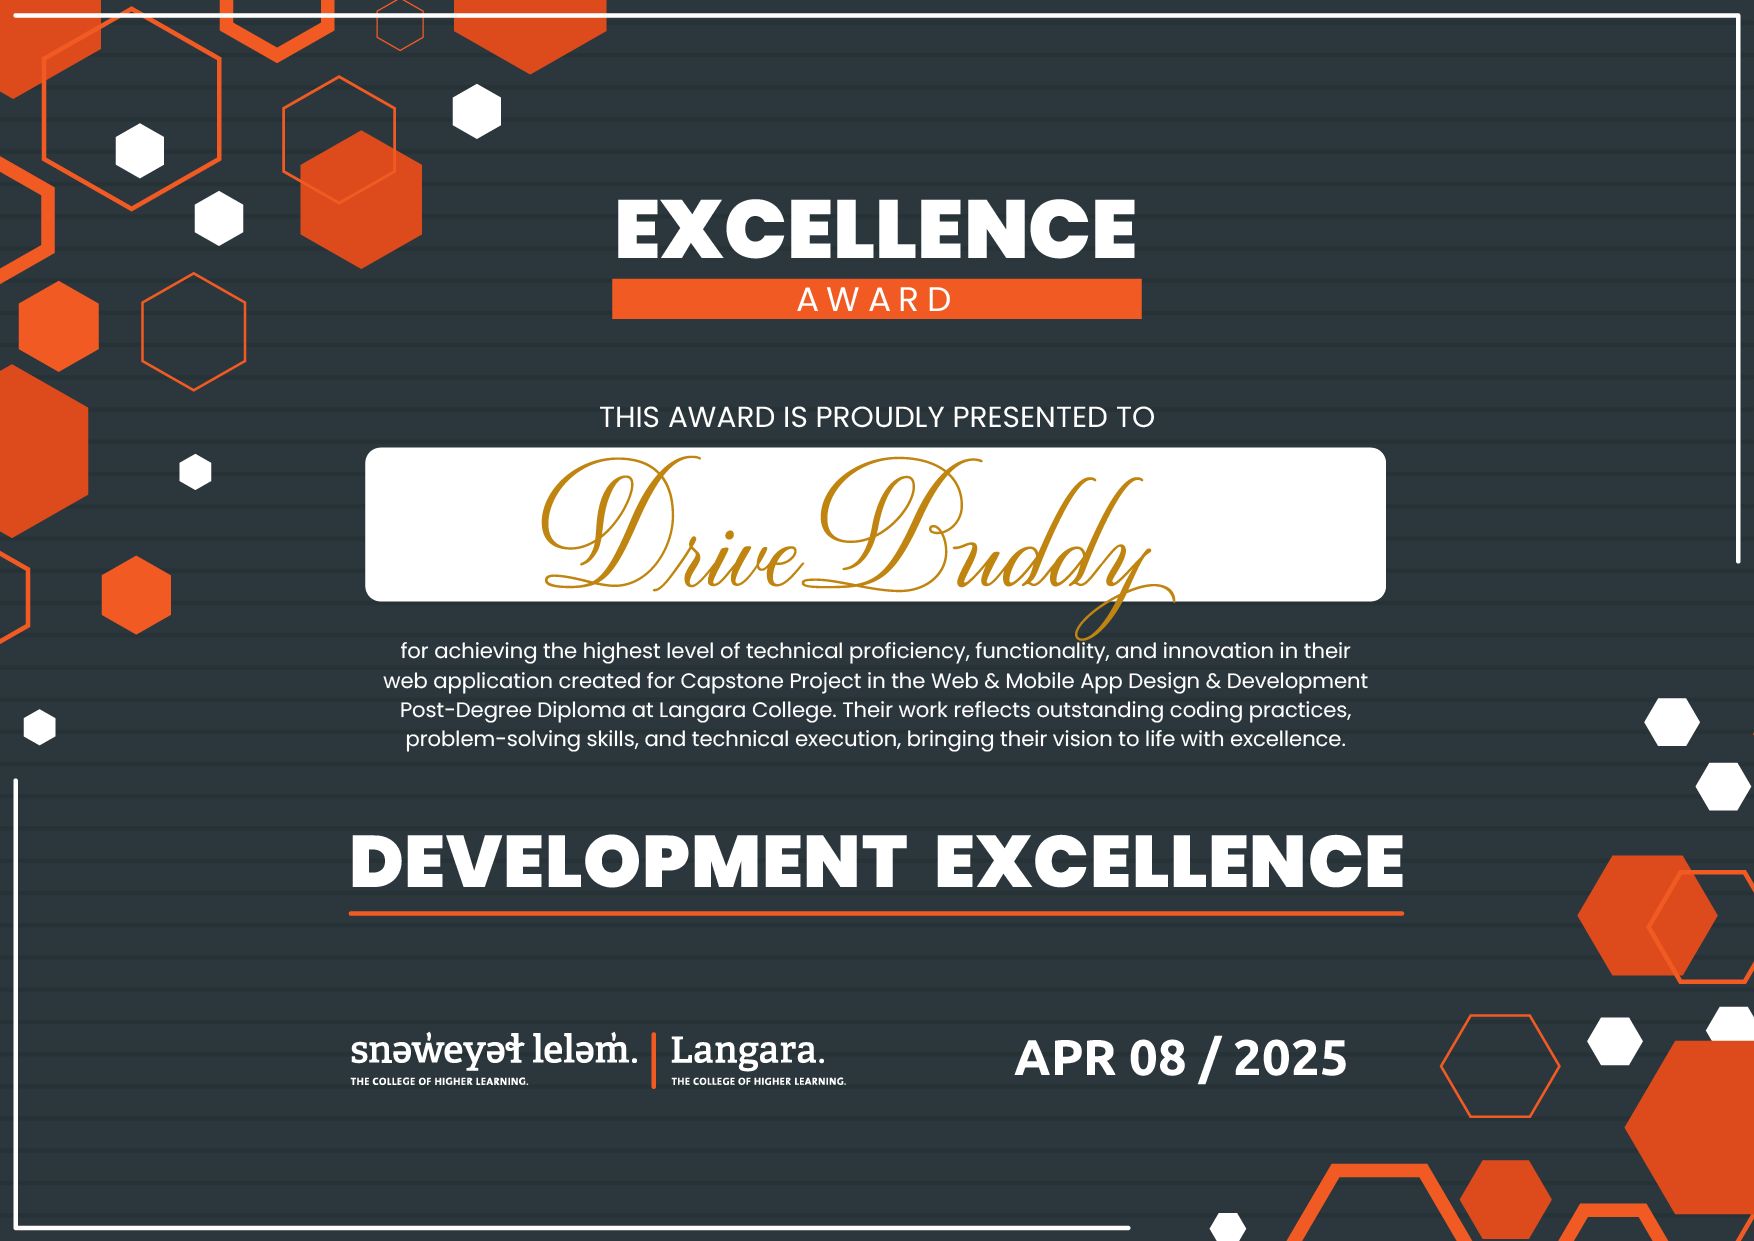 EXCELLENCE
AWARD
THIS AWARD IS PROUDLY PRESENTED TO
DriveBuddy
for achieving the highest level of technical proficiency, functionality, and innovation in their
web application created for Capstone Project in the Web & Mobile App Design & Development
Post-Degree Diploma at Langara College. Their work reflects outstanding coding practices,
problem-solving skills, and technical execution, bringing their vision to life with excellence.
DEVELOPMENT EXCELLENCE
snəw̓eyəɬ leləm̓.
THE COLLEGE OF HIGHER LEARNING.
Langara.
THE COLLEGE OF HIGHER LEARNING.
APR 08 / 2025